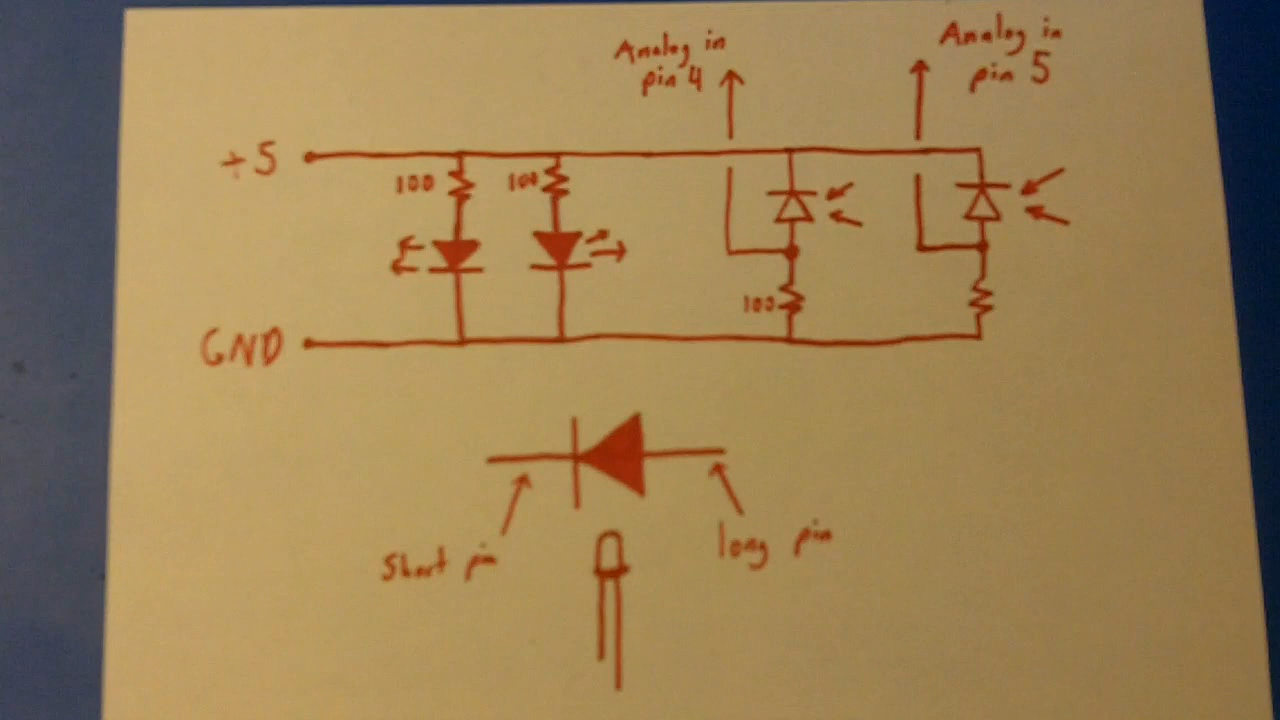 Analog in
pin 4
Analog in
pin 5
+5
100
100
100
GND
Short pin
long pin